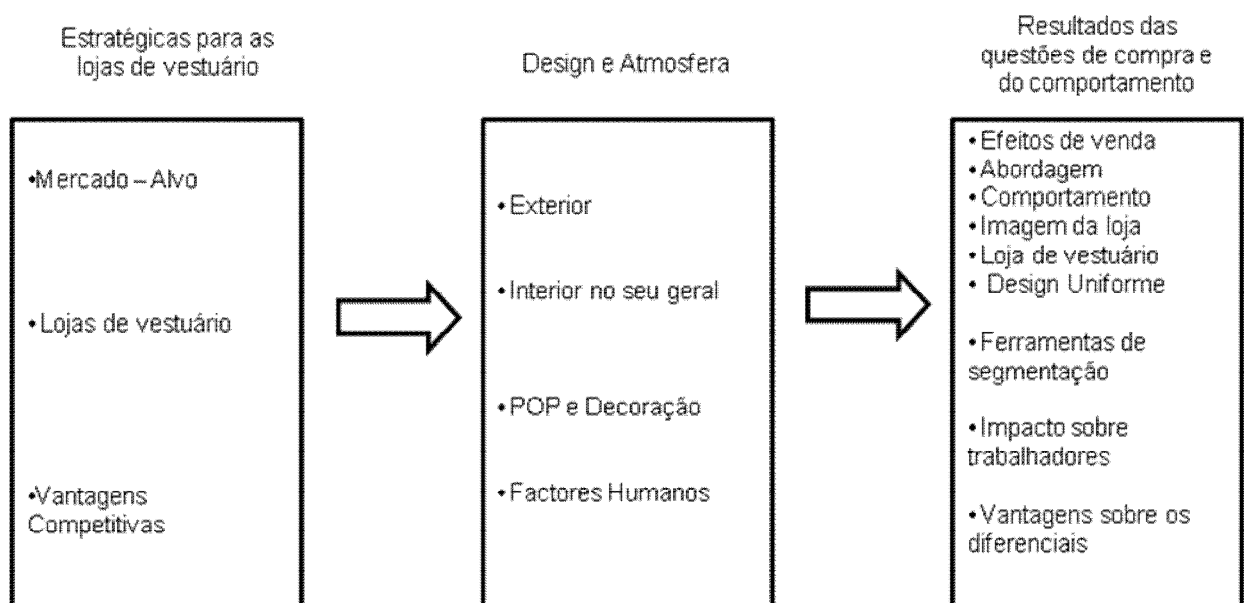 Estratégicas para as
lojas de vestuário
•Mercado – Alvo
•Lojas de vestuário
•Vantagens
Competitivas
Design e Atmosfera
•Exterior
•Interior no seu geral
•POP e Decoração
•Factores Humanos
Resultados das
questões de compra e
do comportamento
•Efeitos de venda
•Abordagem
•Comportamento
•Imagem da loja
•Loja de vestuário
• Design Uniforme
•Ferramentas de
segmentação
•Impacto sobre
trabalhadores
•Vantagens sobre os
diferenciais